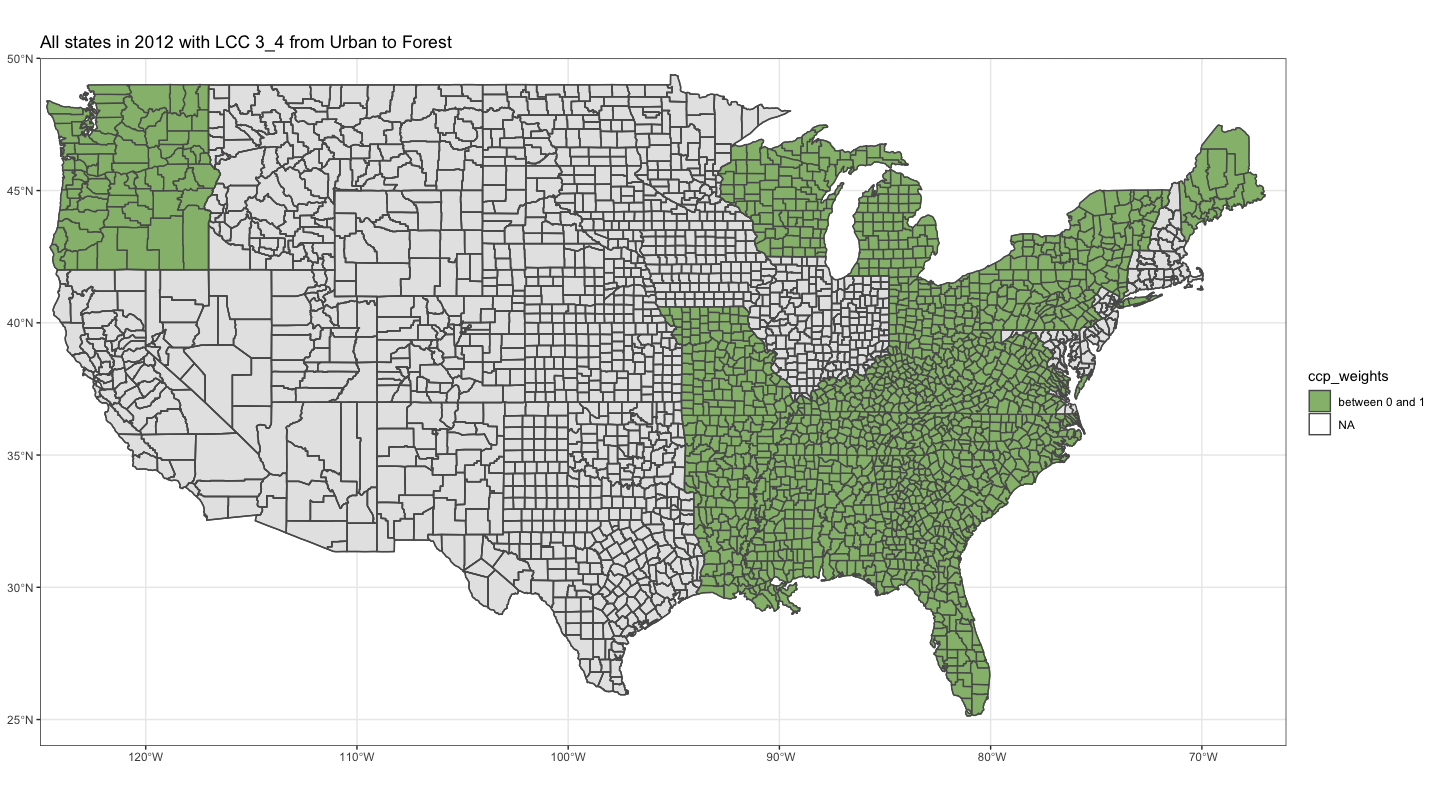 All states in 2012 with LCC 3_4 from Urban to Forest
50°N
45°N
40°N
35°N
30°N
25°N
120°W
110°W
100°W
90°W
80°W
70°W
ccp_weights
between 0 and 1
NA